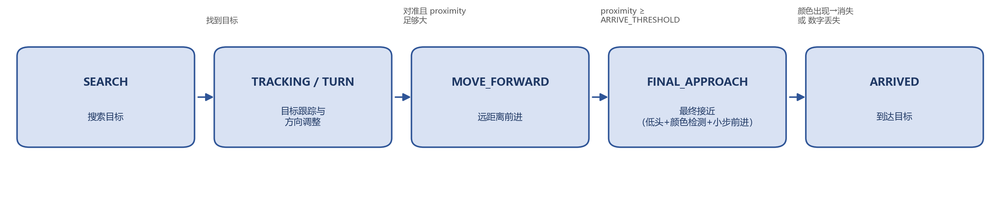 找到目标
对准且 proximity
足够大
proximity ≥
ARRIVE_THRESHOLD
颜色出现→消失
或 数字丢失
SEARCH
搜索目标
TRACKING / TURN
目标跟踪与
方向调整
MOVE_FORWARD
远距离前进
FINAL_APPROACH
最终接近
(低头+颜色检测+小步前进)
ARRIVED
到达目标